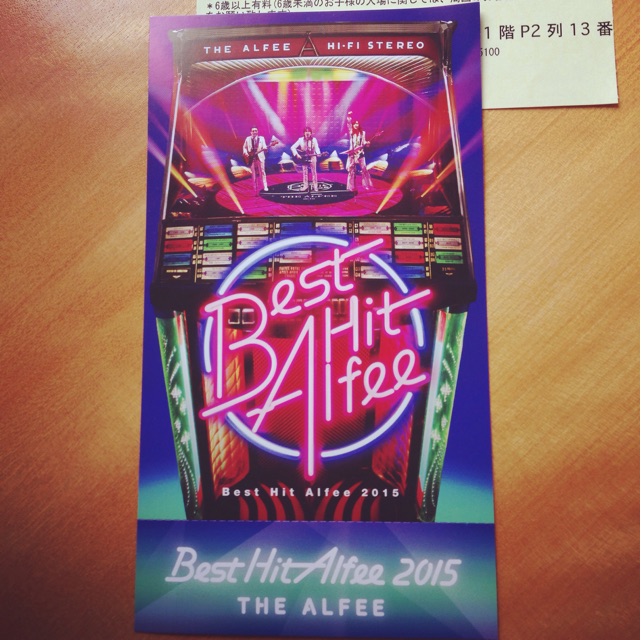 *6歳以上有料(6歳未満のお子様の入場に関しては、
1階 P2列 13番
5100
THE ALFEE HI-FI STEREO
THE ALFEE
Best
Hit
Alfee
Best Hit Alfee 2015
Best Hit Alfee 2015
THE ALFEE